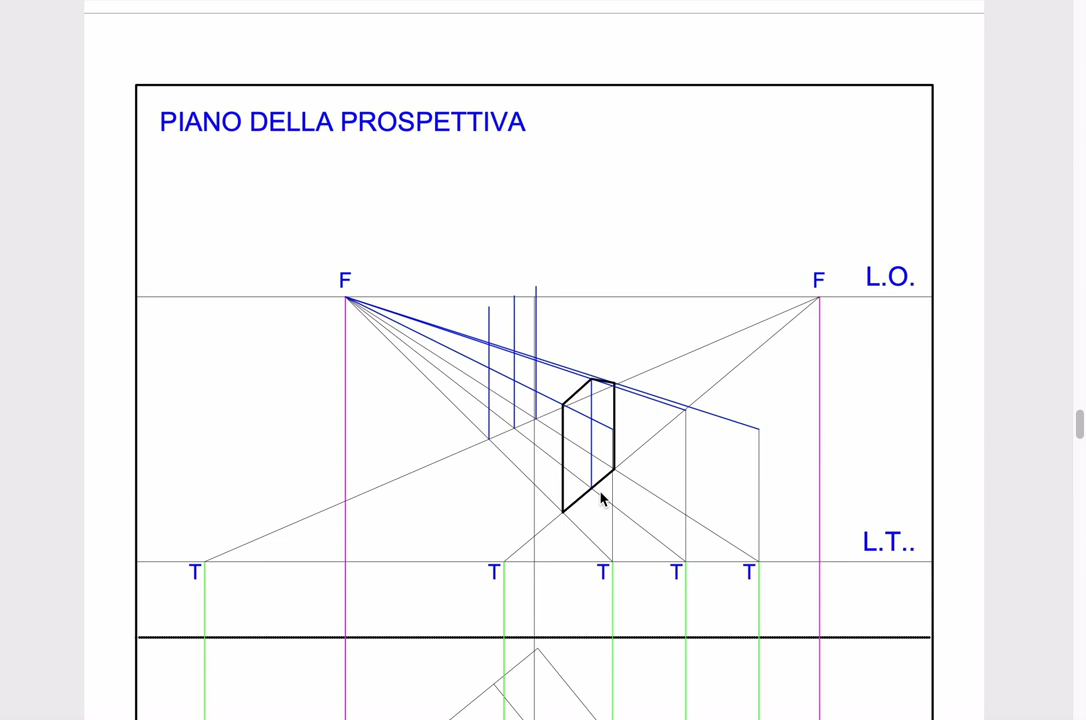 PIANO DELLA PROSPETTIVA
F F L.O.
L.T..
T T T T T